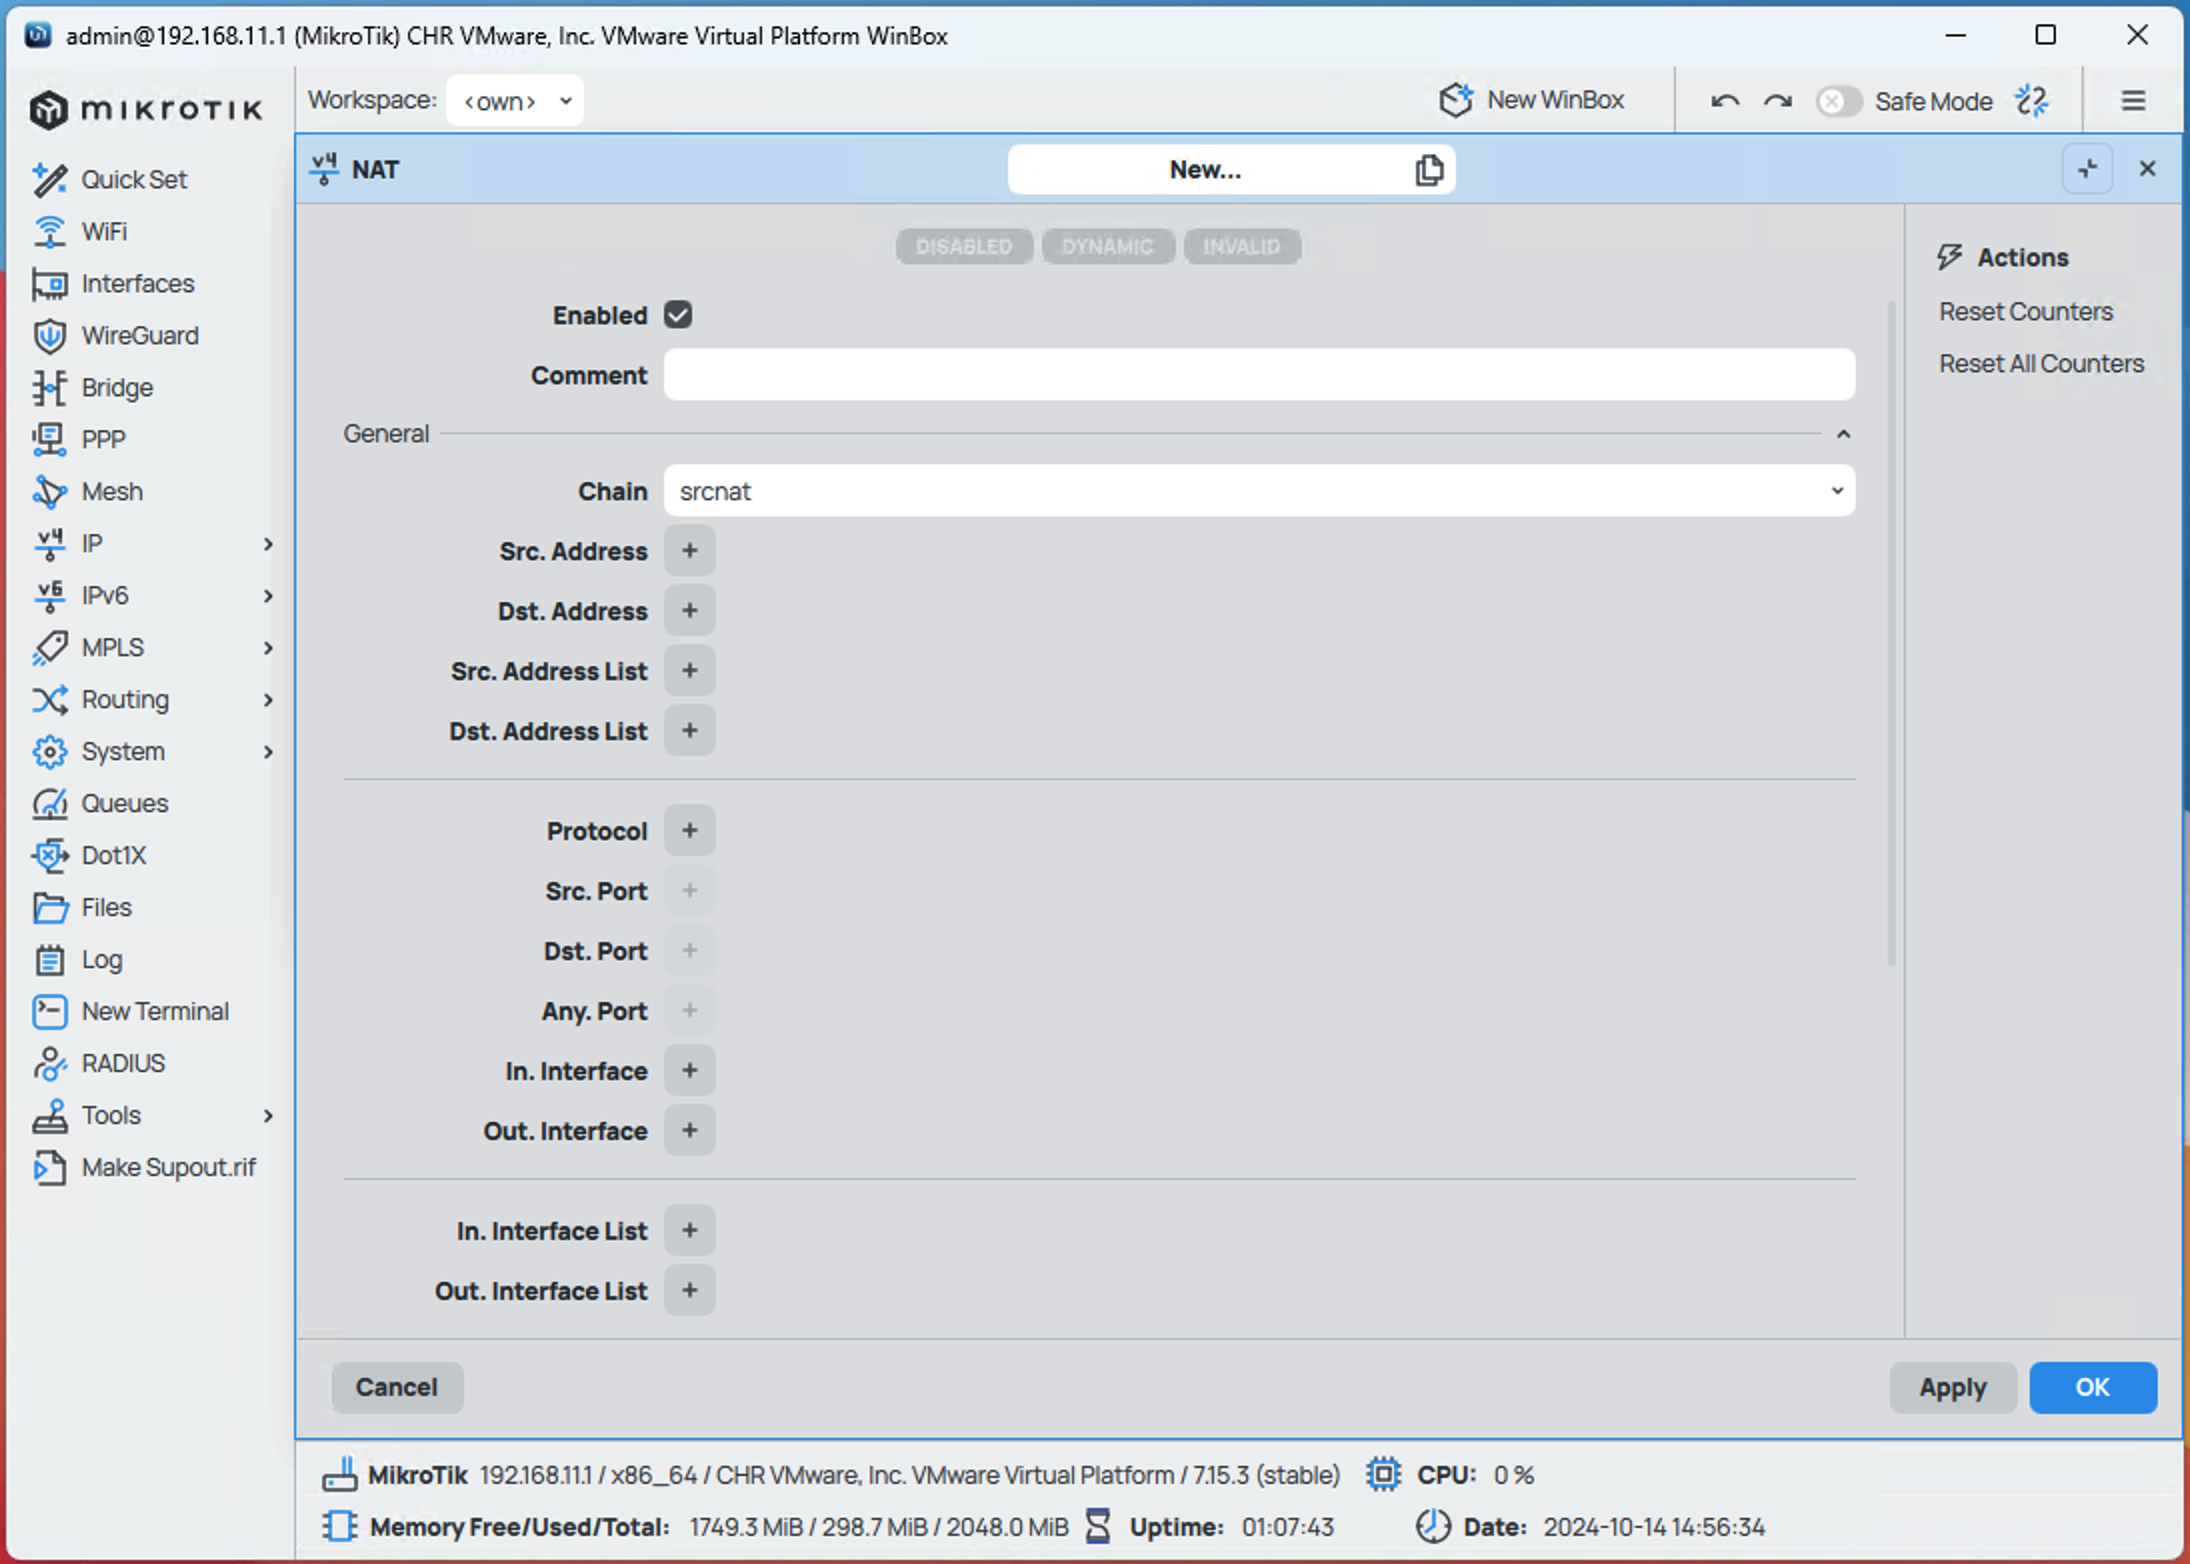 admin@192.168.11.1 (MikroTik) CHR VMware, Inc. VMware Virtual Platform WinBox
MIKROTIK
Workspace: <own>
New WinBox
Safe Mode
Quick Set
WiFi
Interfaces
WireGuard
Bridge
PPP
Mesh
v4 IP
v6 IPv6
MPLS
Routing
System
Queues
Dot1X
Files
Log
New Terminal
RADIUS
Tools
Make Supout.rif
v4 NAT
New...
DISABLED DYNAMIC INVALID
Enabled
Comment
General
Chain srcnat
Src. Address +
Dst. Address +
Src. Address List +
Dst. Address List +
Protocol +
Src. Port +
Dst. Port +
Any. Port +
In. Interface +
Out. Interface +
In. Interface List +
Out. Interface List +
Actions
Reset Counters
Reset All Counters
Cancel
Apply
OK
MikroTik 192.168.11.1 / x86_64 / CHR VMware, Inc. VMware Virtual Platform / 7.15.3 (stable) CPU: 0 %
Memory Free/Used/Total: 1749.3 MiB / 298.7 MiB / 2048.0 MiB Uptime: 01:07:43 Date: 2024-10-14 14:56:34